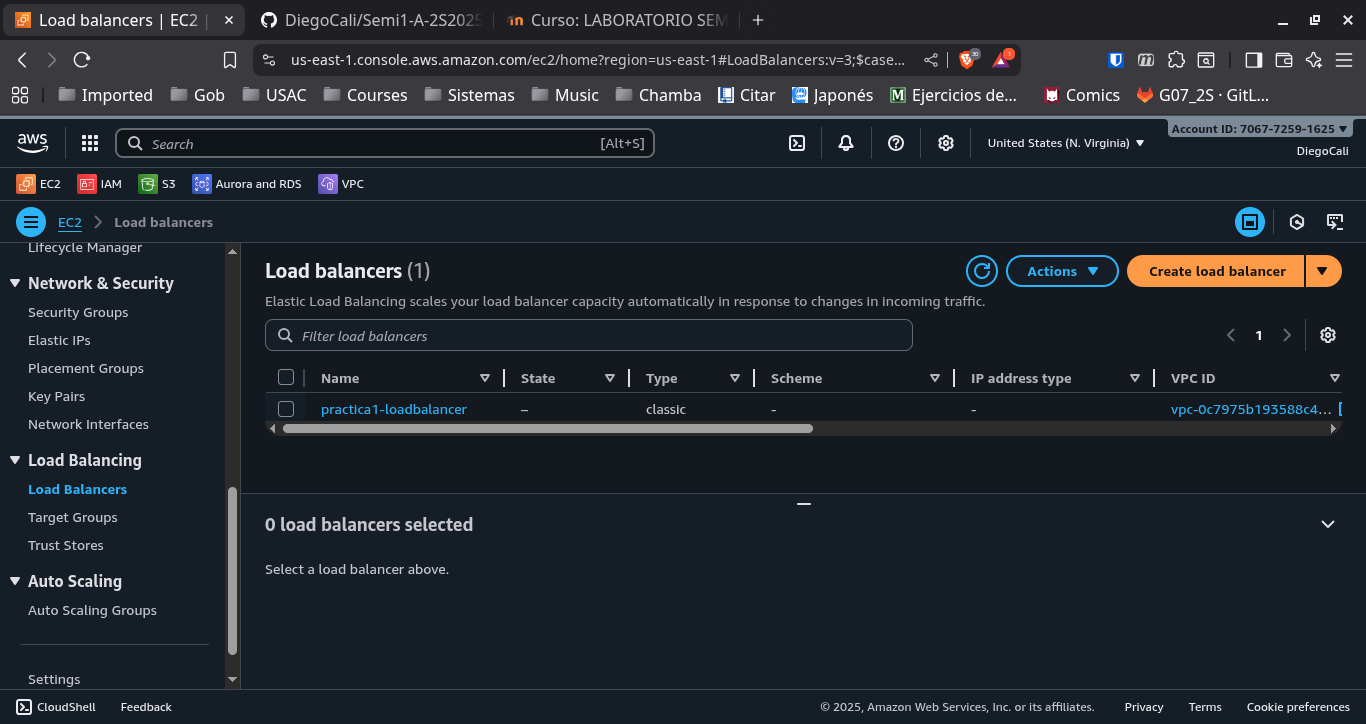 Load balancers | EC2 |
DiegoCali/Semi1-A-2S2025
Curso: LABORATORIO SEM
us-east-1.console.aws.amazon.com/ec2/home?region=us-east-1#LoadBalancers:v=3;$case...
30
1
Imported
Gob
USAC
Courses
Sistemas
Music
Chamba
Citar
Japonés
Ejercicios de...
Comics
G07_2S · GitL...
aws
Search
[Alt+S]
United States (N. Virginia)
Account ID: 7067-7259-1625
DiegoCali
EC2
IAM
S3
Aurora and RDS
VPC
EC2
Load balancers
Lifecycle Manager
Network & Security
Security Groups
Elastic IPs
Placement Groups
Key Pairs
Network Interfaces
Load Balancing
Load Balancers
Target Groups
Trust Stores
Auto Scaling
Auto Scaling Groups
Settings
Load balancers (1)
Actions
Create load balancer
Elastic Load Balancing scales your load balancer capacity automatically in response to changes in incoming traffic.
Filter load balancers
1
Name State Type Scheme IP address type VPC ID
practica1-loadbalancer – classic - - vpc-0c7975b193588c4...
0 load balancers selected
Select a load balancer above.
CloudShell
Feedback
© 2025, Amazon Web Services, Inc. or its affiliates.
Privacy
Terms
Cookie preferences